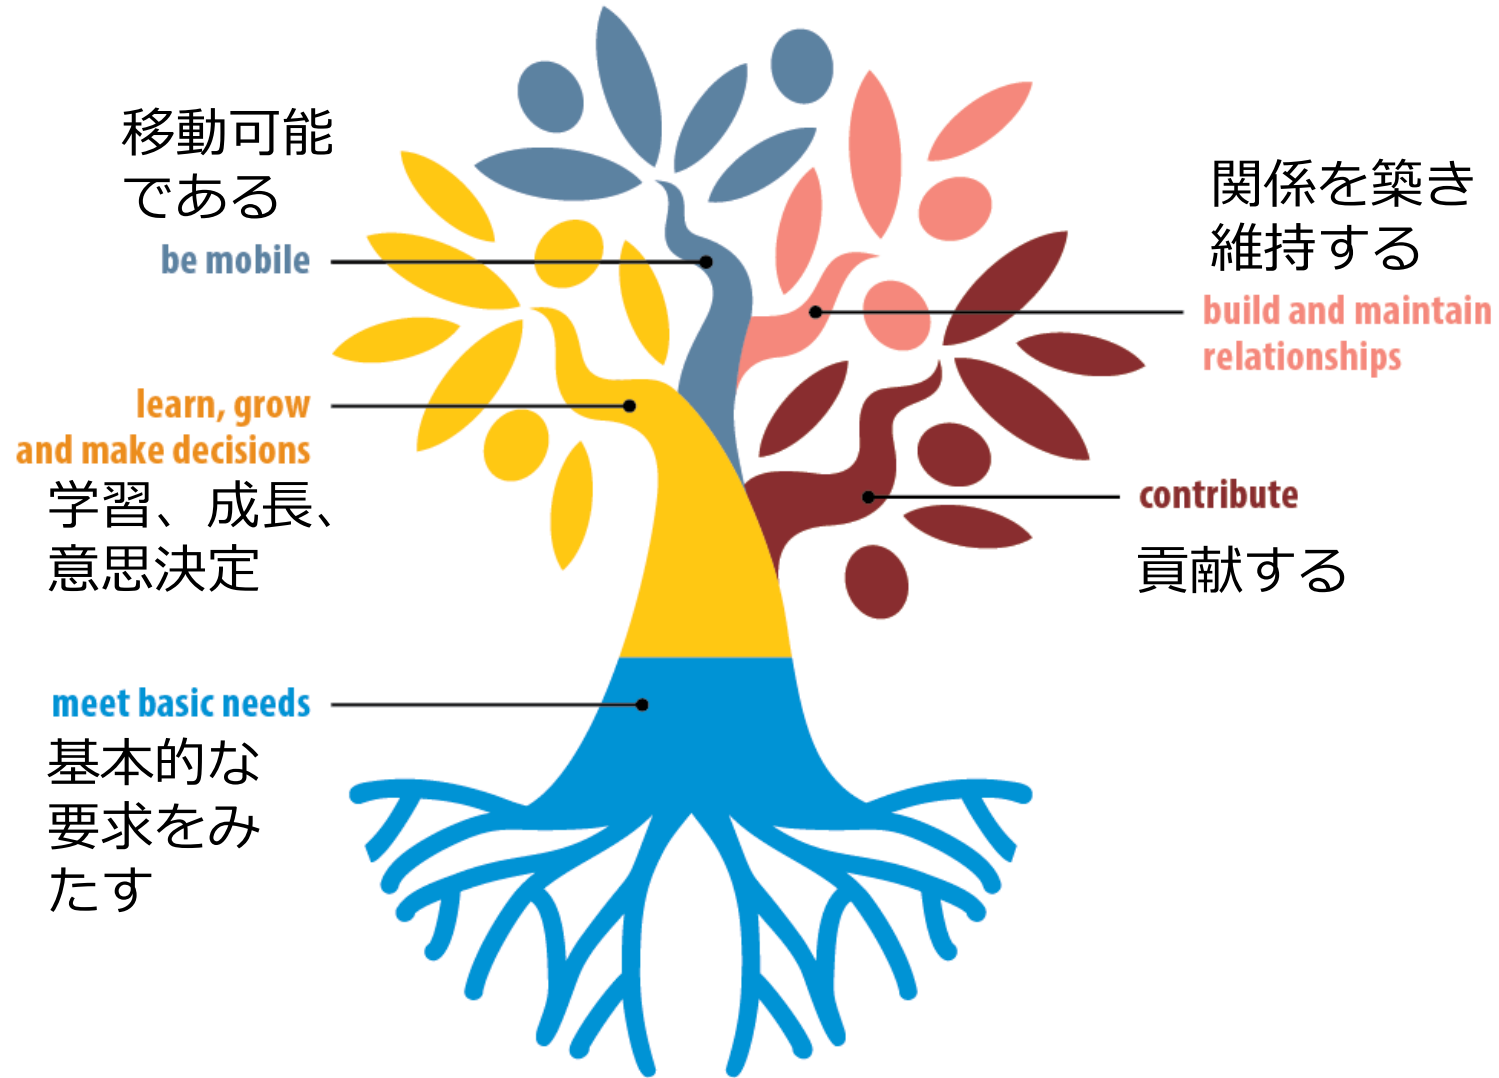 移動可能
である
be mobile
learn, grow
and make decisions
学習、成長、
意思決定
meet basic needs
基本的な
要求をみ
たす
関係を築き
維持する
build and maintain
relationships
contribute
貢献する